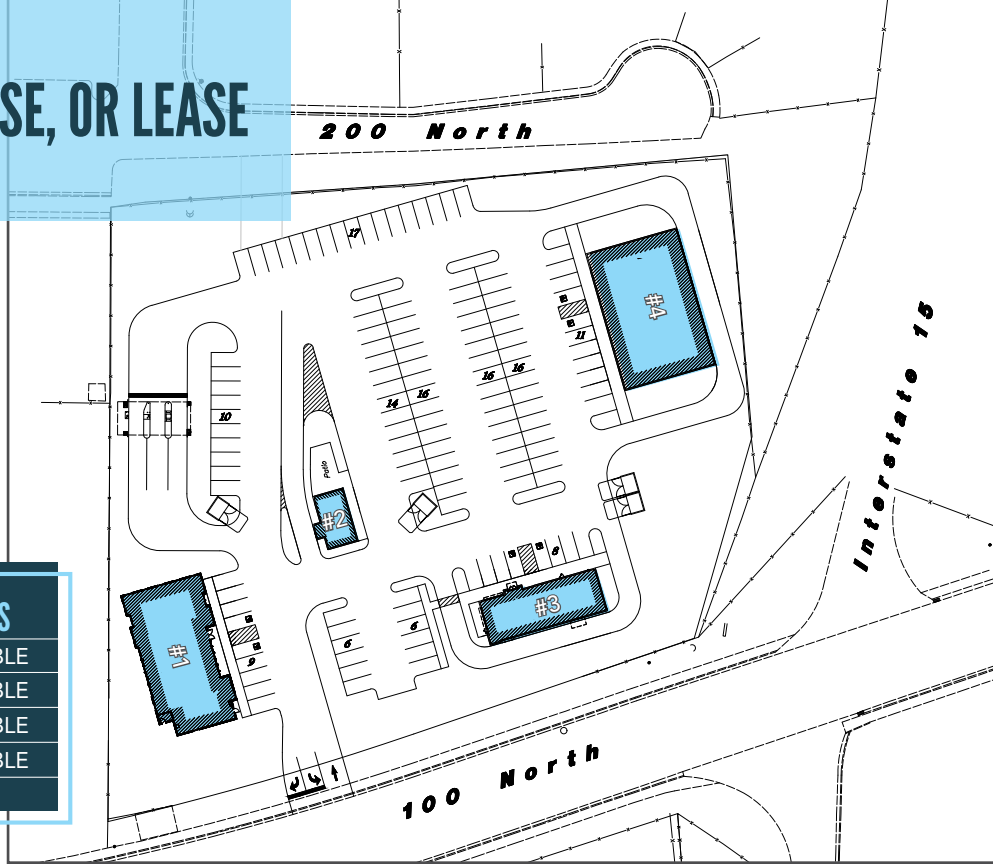 SE, OR LEASE
200 North
17
#4
11
Interstate 15
16
16
14
16
10
Patio
#2
8
#3
S
BLE
BLE
BLE
BLE
#1
6
6
9
100 North